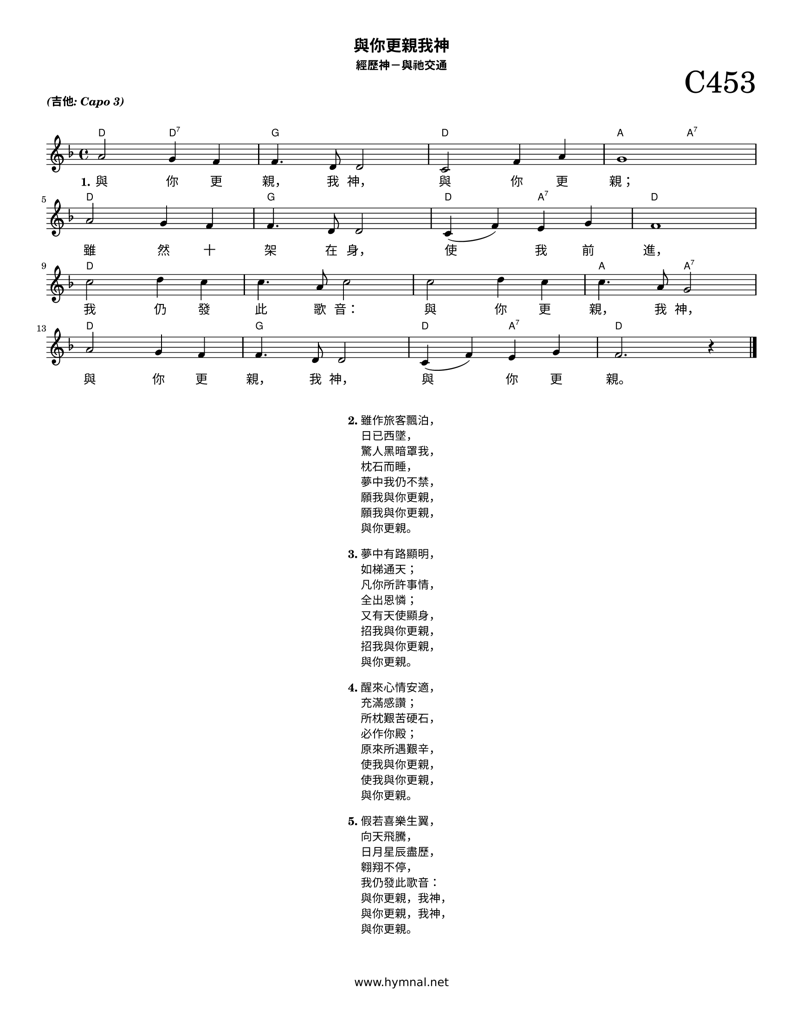 與你更親我神
經歷神－與祂交通
C453
(吉他: Capo 3)
D D7 G D A A7
1. 與 你 更 親， 我 神， 與 你 更 親；
5 D G D A7 D
雖 然 十 架 在 身， 使 我 前 進，
9 D A A7
我 仍 發 此 歌 音： 與 你 更 親， 我 神，
13 D G D A7 D
與 你 更 親， 我 神， 與 你 更 親。
2. 雖作旅客飄泊，
日已西墜，
驚人黑暗罩我，
枕石而睡，
夢中我仍不禁，
願我與你更親，
願我與你更親，
與你更親。
3. 夢中有路顯明，
如梯通天；
凡你所許事情，
全出恩憐；
又有天使顯身，
招我與你更親，
招我與你更親，
與你更親。
4. 醒來心情安適，
充滿感讚；
所枕艱苦硬石，
必作你殿；
原來所遇艱辛，
使我與你更親，
使我與你更親，
與你更親。
5. 假若喜樂生翼，
向天飛騰，
日月星辰盡歷，
翱翔不停，
我仍發此歌音：
與你更親，我神，
與你更親，我神，
與你更親。
www.hymnal.net